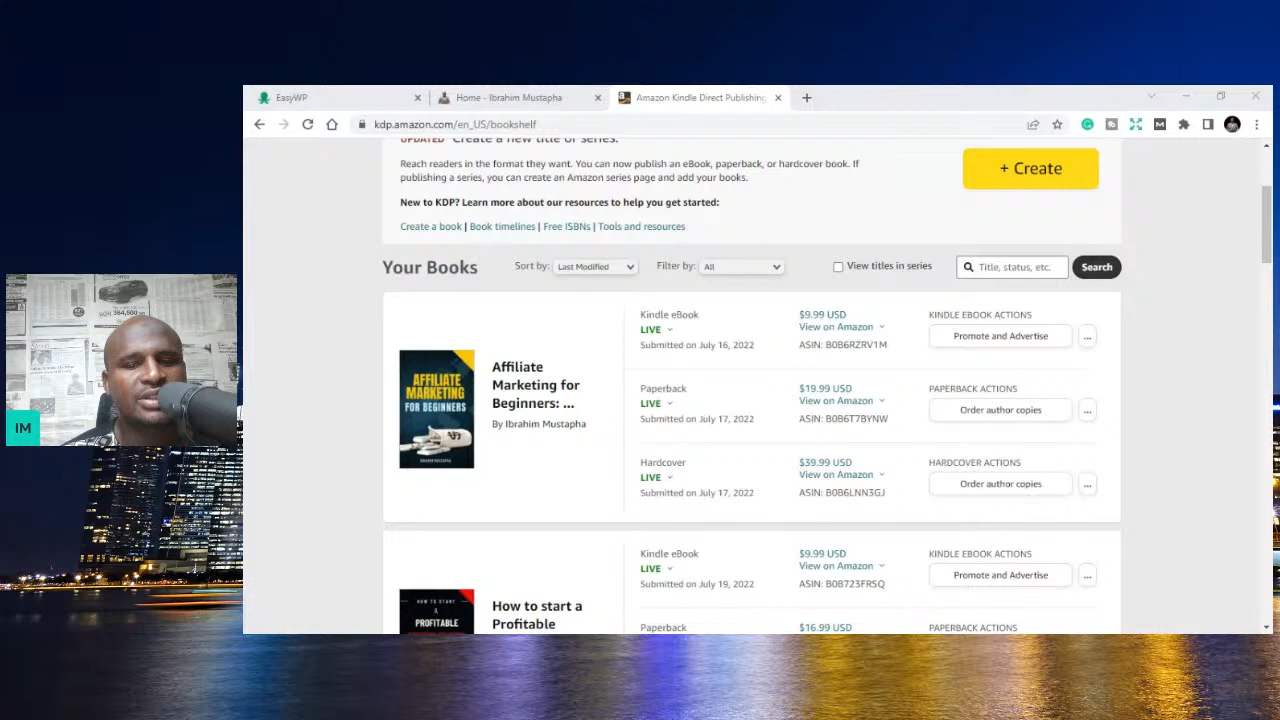 EasyWP
Home - Ibrahim Mustapha
Amazon Kindle Direct Publishing
kdp.amazon.com/en_US/bookshelf
UPDATED Create a new title or series.
Reach readers in the format they want. You can now publish an eBook, paperback, or hardcover book. If
publishing a series, you can create an Amazon series page and add your books.
+ Create
New to KDP? Learn more about our resources to help you get started:
Create a book | Book timelines | Free ISBNs | Tools and resources
Your Books
Sort by: Last Modified
Filter by: All
View titles in series
Title, status, etc.
Search
AFFILIATE
MARKETING
FOR BEGINNERS
IBRAHIM MUSTAPHA
Affiliate
Marketing for
Beginners: ...
By Ibrahim Mustapha
Kindle eBook
LIVE
Submitted on July 16, 2022
$9.99 USD
View on Amazon
ASIN: B0B6RZRV1M
KINDLE EBOOK ACTIONS
Promote and Advertise
...
Paperback
LIVE
Submitted on July 17, 2022
$19.99 USD
View on Amazon
ASIN: B0B6T7BYNW
PAPERBACK ACTIONS
Order author copies
...
Hardcover
LIVE
Submitted on July 17, 2022
$39.99 USD
View on Amazon
ASIN: B0B6LNN3GJ
HARDCOVER ACTIONS
Order author copies
...
HOW TO START
A
PROFITABLE
How to start a
Profitable
Kindle eBook
LIVE
Submitted on July 19, 2022
$9.99 USD
View on Amazon
ASIN: B0B723FRSQ
KINDLE EBOOK ACTIONS
Promote and Advertise
...
Paperback
$16.99 USD
PAPERBACK ACTIONS
IM